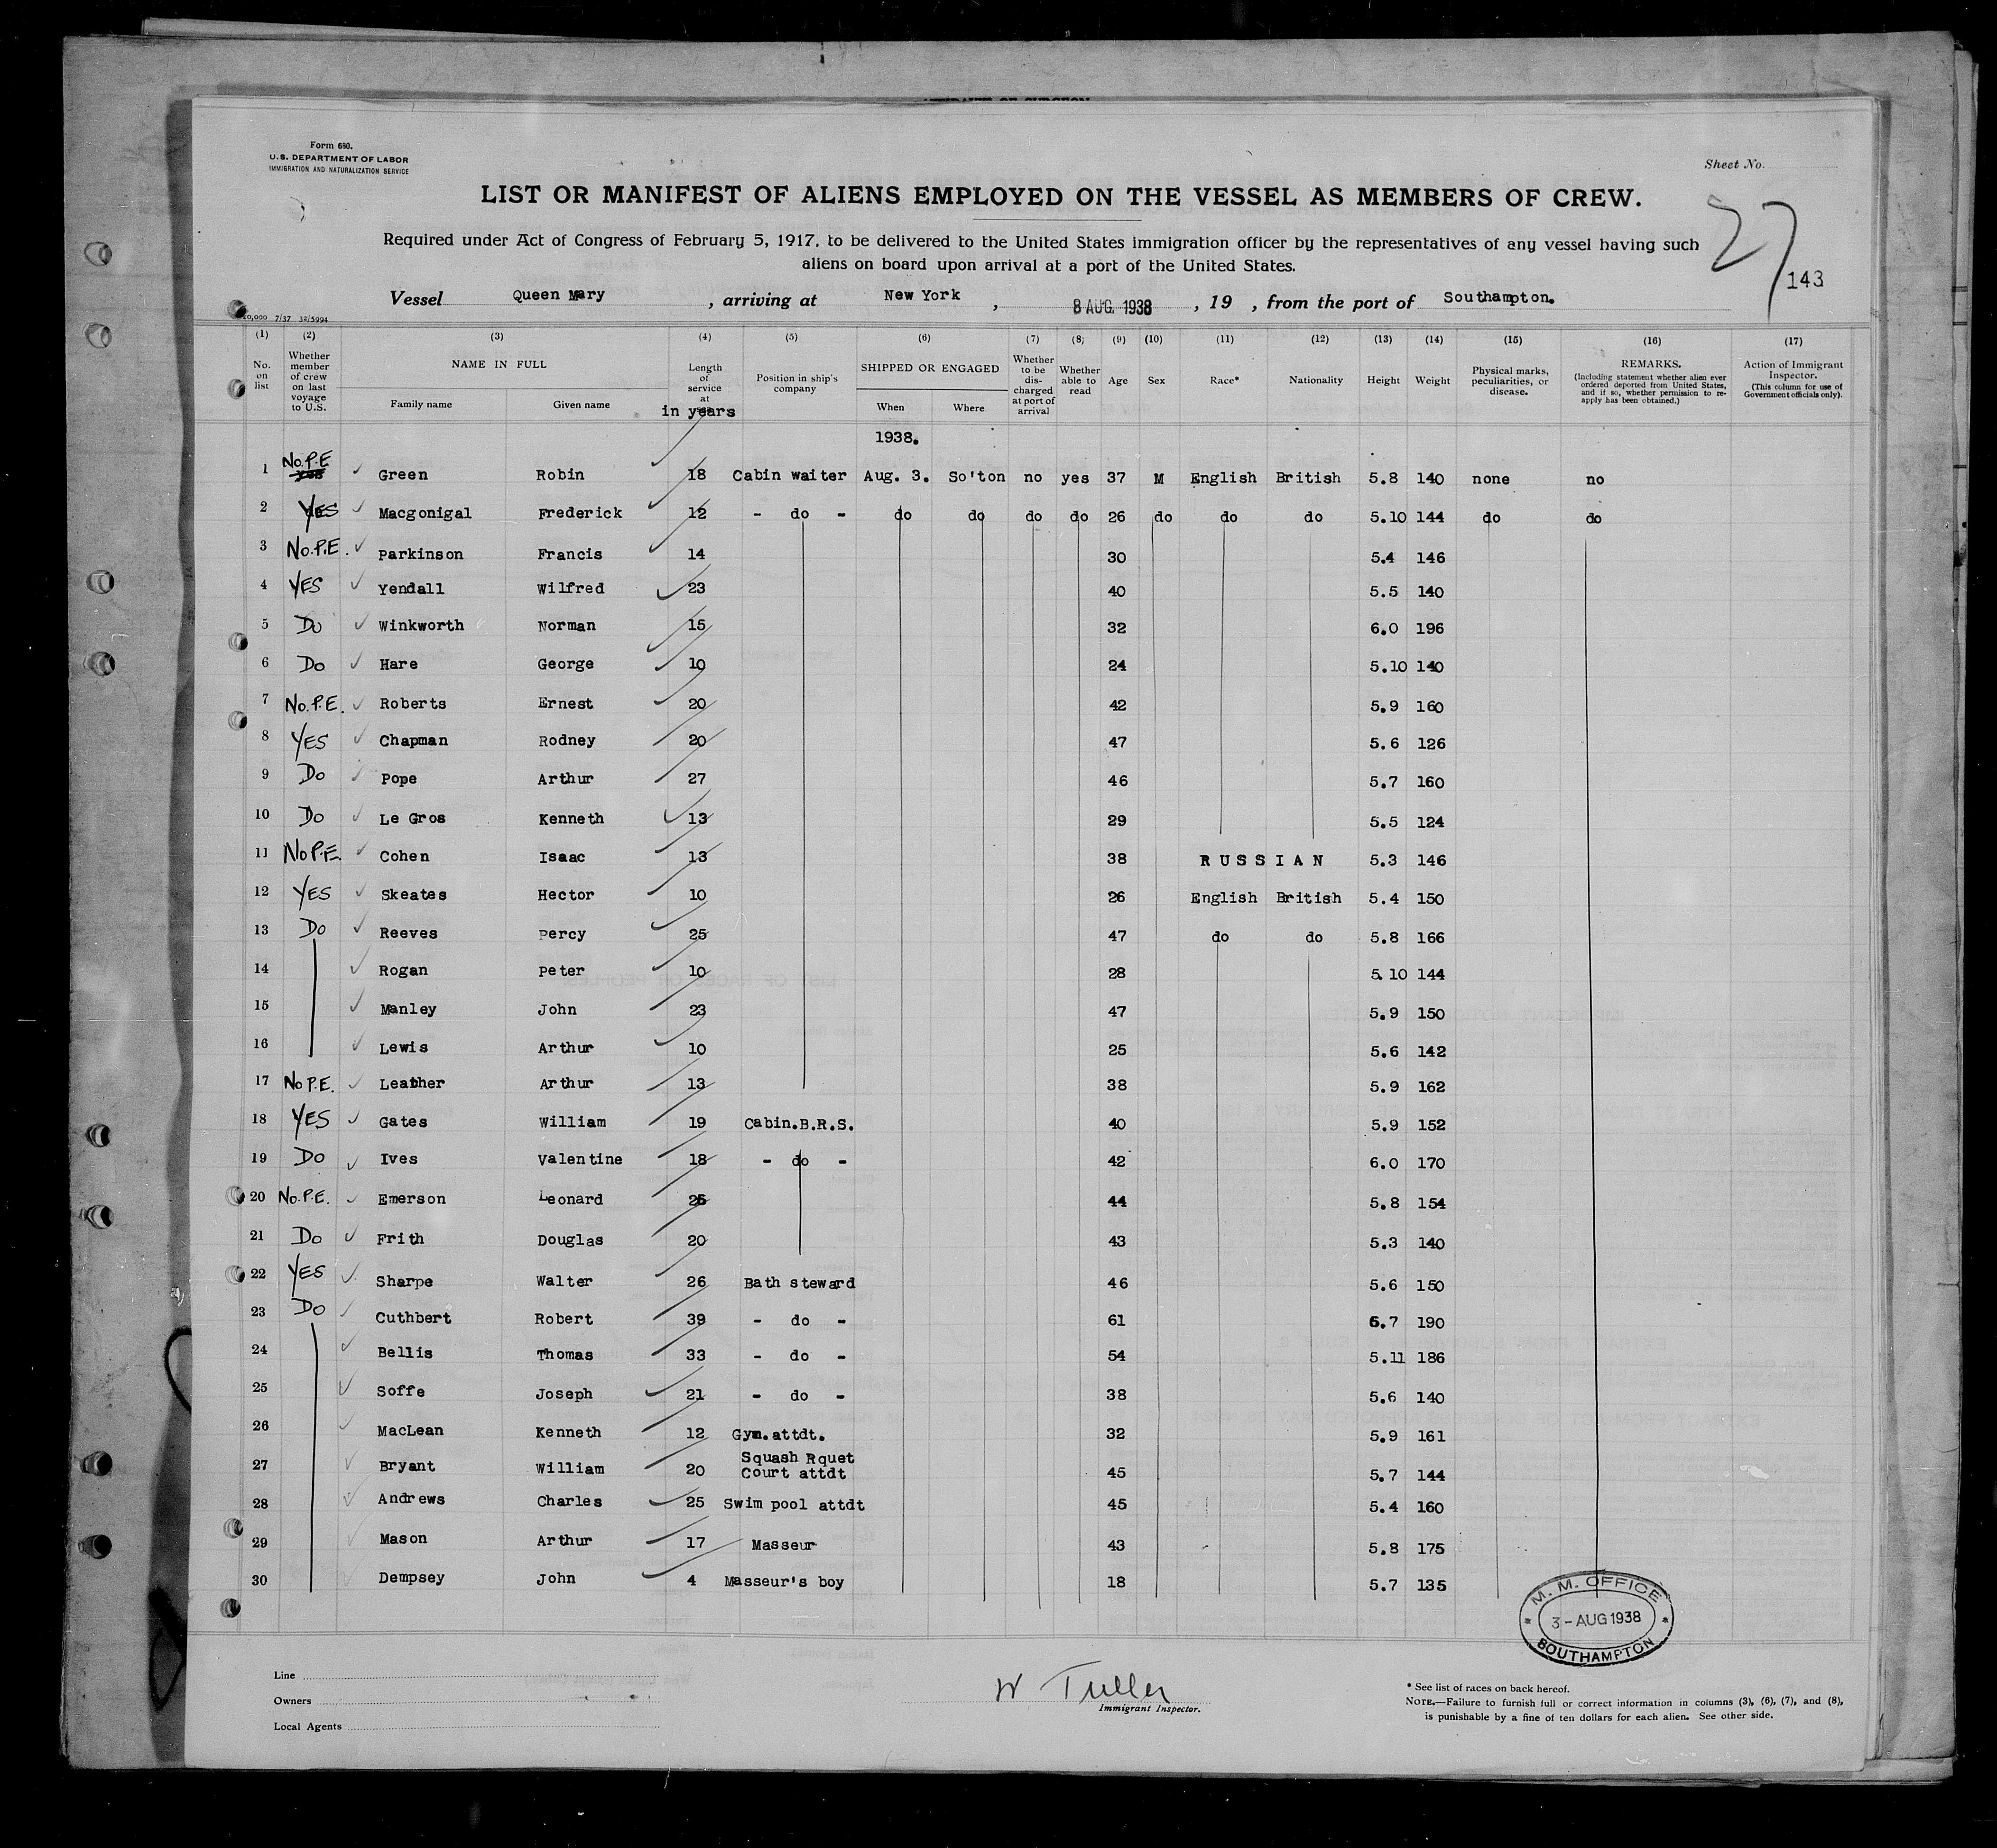 Form 680.
U.S. DEPARTMENT OF LABOR
IMMIGRATION AND NATURALIZATION SERVICE
Sheet No.
LIST OR MANIFEST OF ALIENS EMPLOYED ON THE VESSEL AS MEMBERS OF CREW.
27
143
Required under Act of Congress of February 5, 1917, to be delivered to the United States immigration officer by the representatives of any vessel having such
aliens on board upon arrival at a port of the United States.
Vessel Queen Mary , arriving at New York , 8 AUG. 1938 , 19 , from the port of Southampton.
7/37 32/5994
(1) (2) (3) (4) (5) (6) (7) (8) (9) (10) (11) (12) (13) (14) (15) (16) (17)
No. on list
Whether member of crew on last voyage to U.S.
NAME IN FULL
Family name Given name
Length of service at
in years
Position in ship's company
SHIPPED OR ENGAGED
When Where
Whether to be discharged at port of arrival
Whether able to read
Age Sex Race* Nationality Height Weight
Physical marks, peculiarities, or disease.
REMARKS.
(Including statement whether alien ever ordered deported from United States, and if so, whether permission to re-apply has been obtained.)
Action of Immigrant Inspector.
(This column for use of Government officials only).
1938.
1 No.P.E ✓ Green Robin 18 Cabin waiter Aug. 3. So'ton no yes 37 M English British 5.8 140 none no
2 YES ✓ Macgonigal Frederick 12 - do - do do do do 26 do do do 5.10 144 do do
3 No.P.E. ✓ Parkinson Francis 14 30 5.4 146
4 YES ✓ Yendall Wilfred 23 40 5.5 140
5 Do ✓ Winkworth Norman 15 32 6.0 196
6 Do ✓ Hare George 10 24 5.10 140
7 No.P.E. ✓ Roberts Ernest 20 42 5.9 160
8 YES ✓ Chapman Rodney 20 47 5.6 126
9 Do ✓ Pope Arthur 27 46 5.7 160
10 Do ✓ Le Gros Kenneth 13 29 5.5 124
11 No P.E. ✓ Cohen Isaac 13 38 RUSSIAN 5.3 146
12 YES ✓ Skeates Hector 10 26 English British 5.4 150
13 Do ✓ Reeves Percy 25 47 do do 5.8 166
14 ✓ Rogan Peter 10 28 5.10 144
15 ✓ Manley John 23 47 5.9 150
16 ✓ Lewis Arthur 10 25 5.6 142
17 No P.E. ✓ Leather Arthur 13 38 5.9 162
18 YES ✓ Gates William 19 Cabin.B.R.S. 40 5.9 152
19 Do ✓ Ives Valentine 18 - do - 42 6.0 170
20 No.P.E. ✓ Emerson Leonard 25 44 5.8 154
21 Do ✓ Frith Douglas 20 43 5.3 140
22 YES ✓ Sharpe Walter 26 Bath steward 46 5.6 150
23 Do ✓ Cuthbert Robert 39 - do - 61 5.7 190
24 ✓ Bellis Thomas 33 - do - 54 5.11 186
25 ✓ Soffe Joseph 21 - do - 38 5.6 140
26 ✓ MacLean Kenneth 12 Gym.attdt. 32 5.9 161
27 ✓ Bryant William 20 Squash Rquet Court attdt 45 5.7 144
28 ✓ Andrews Charles 25 Swim pool attdt 45 5.4 160
29 ✓ Mason Arthur 17 Masseur 43 5.8 175
30 ✓ Dempsey John 4 Masseur's boy 18 5.7 135
M. M. OFFICE
3-AUG 1938
SOUTHAMPTON
Line
Owners
Local Agents
W Tuller
Immigrant Inspector.
* See list of races on back hereof.
NOTE.—Failure to furnish full or correct information in columns (3), (6), (7), and (8),
is punishable by a fine of ten dollars for each alien. See other side.